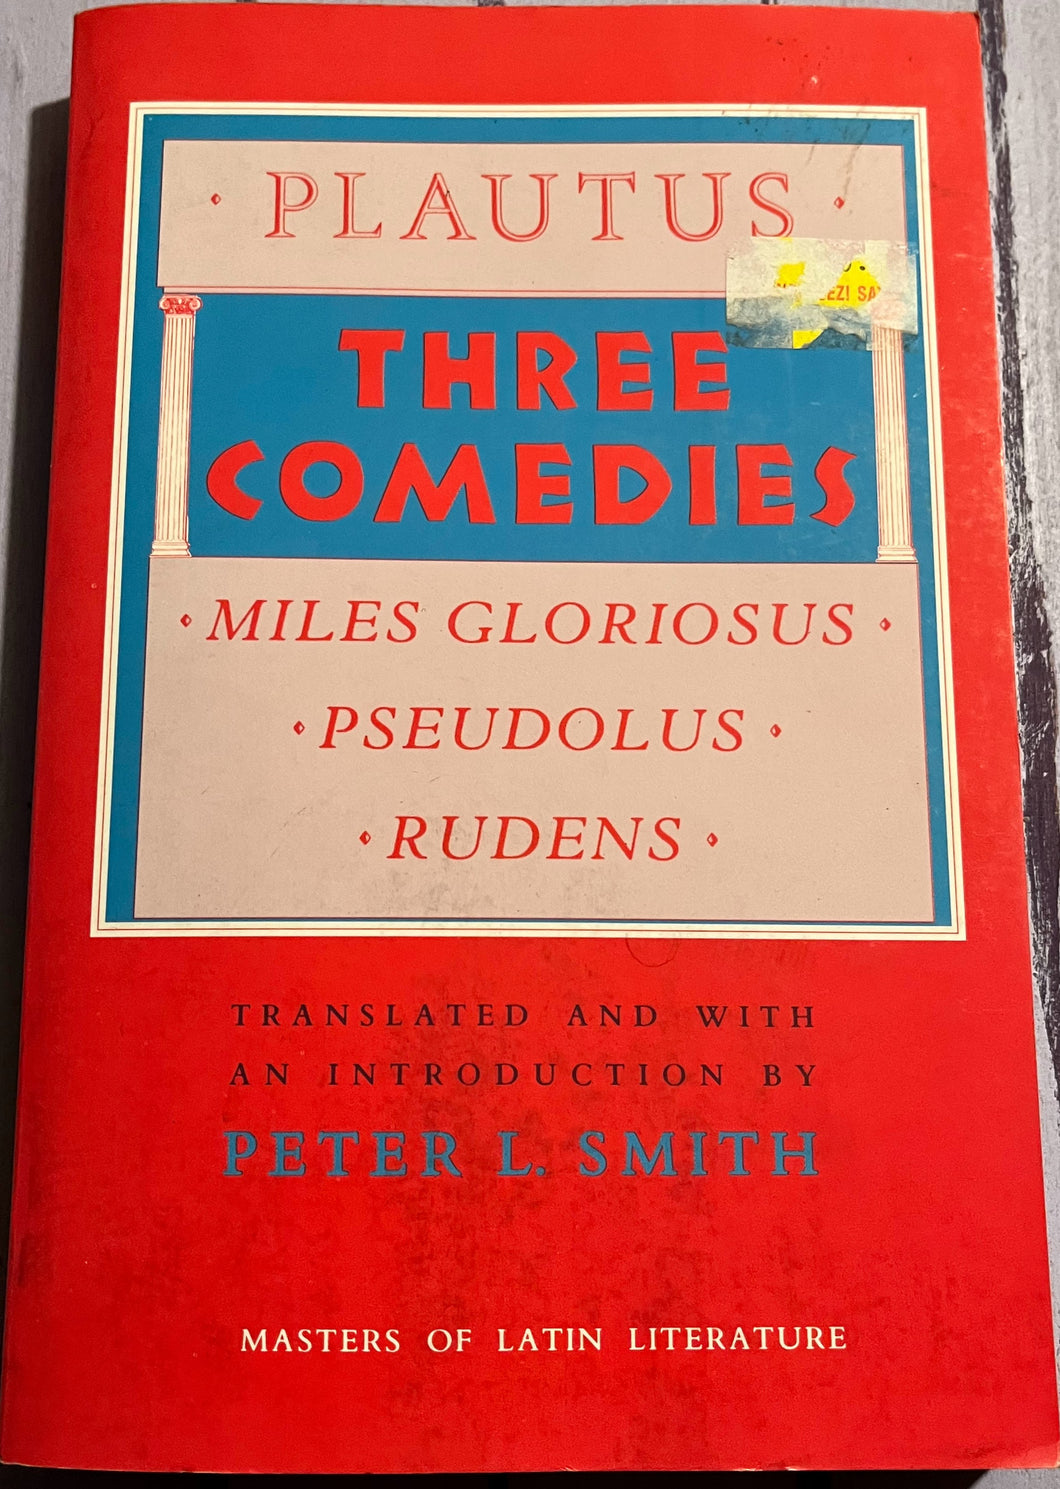 PLAUTUS
THREE
COMEDIES
MILES GLORIOSUS
PSEUDOLUS
RUDENS
TRANSLATED AND WITH
AN INTRODUCTION BY
PETER L. SMITH
MASTERS OF LATIN LITERATURE